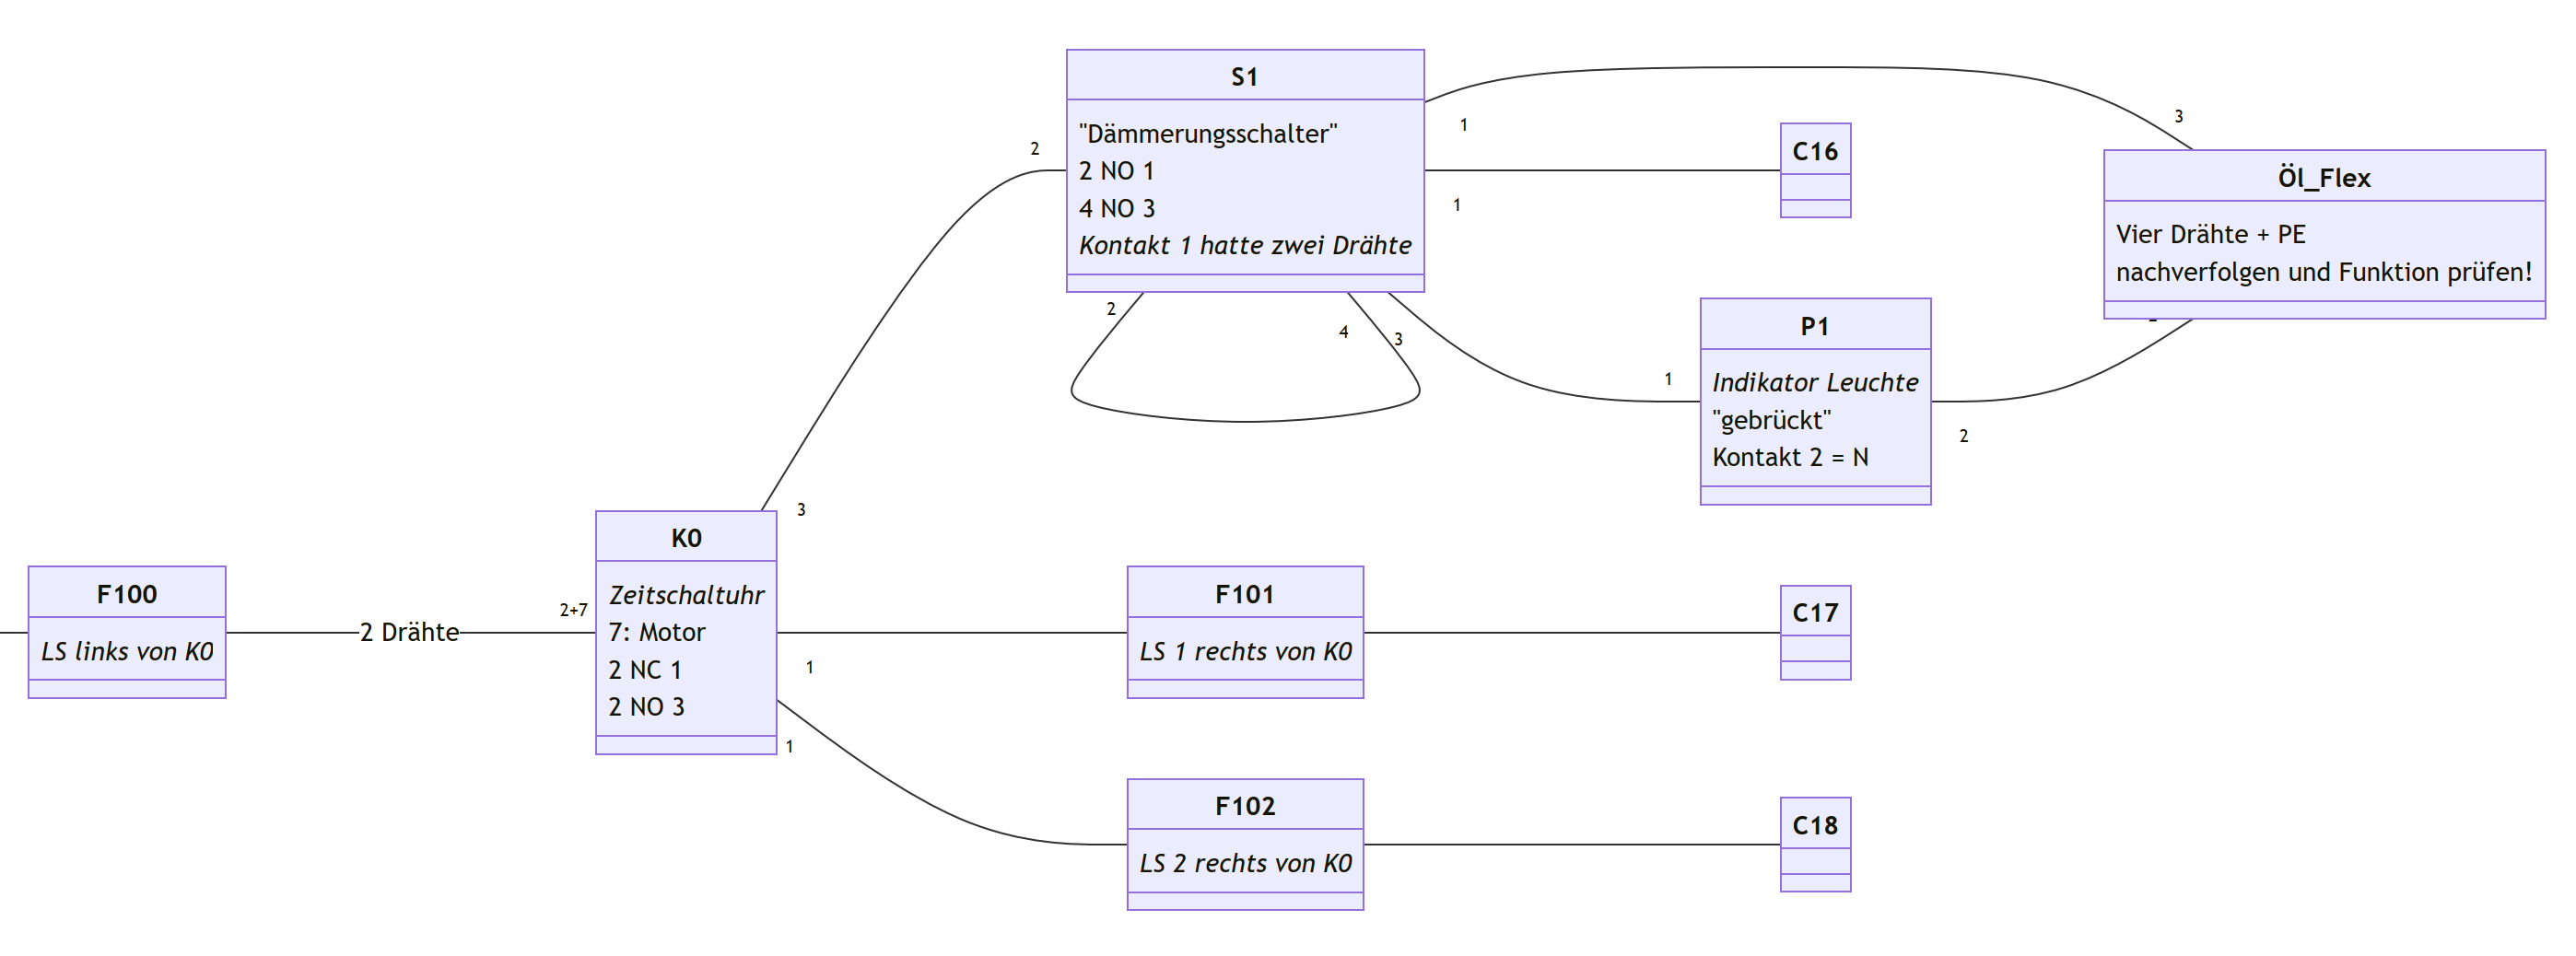 S1
"Dämmerungsschalter"
2 NO 1
4 NO 3
Kontakt 1 hatte zwei Drähte
2
1
1
2
4
3
C16
3
Öl_Flex
Vier Drähte + PE
nachverfolgen und Funktion prüfen!
P1
Indikator Leuchte
"gebrückt"
Kontakt 2 = N
1
2
F100
LS links von K0
2 Drähte
2+7
K0
Zeitschaltuhr
7: Motor
2 NC 1
2 NO 3
3
1
1
F101
LS 1 rechts von K0
C17
F102
LS 2 rechts von K0
C18